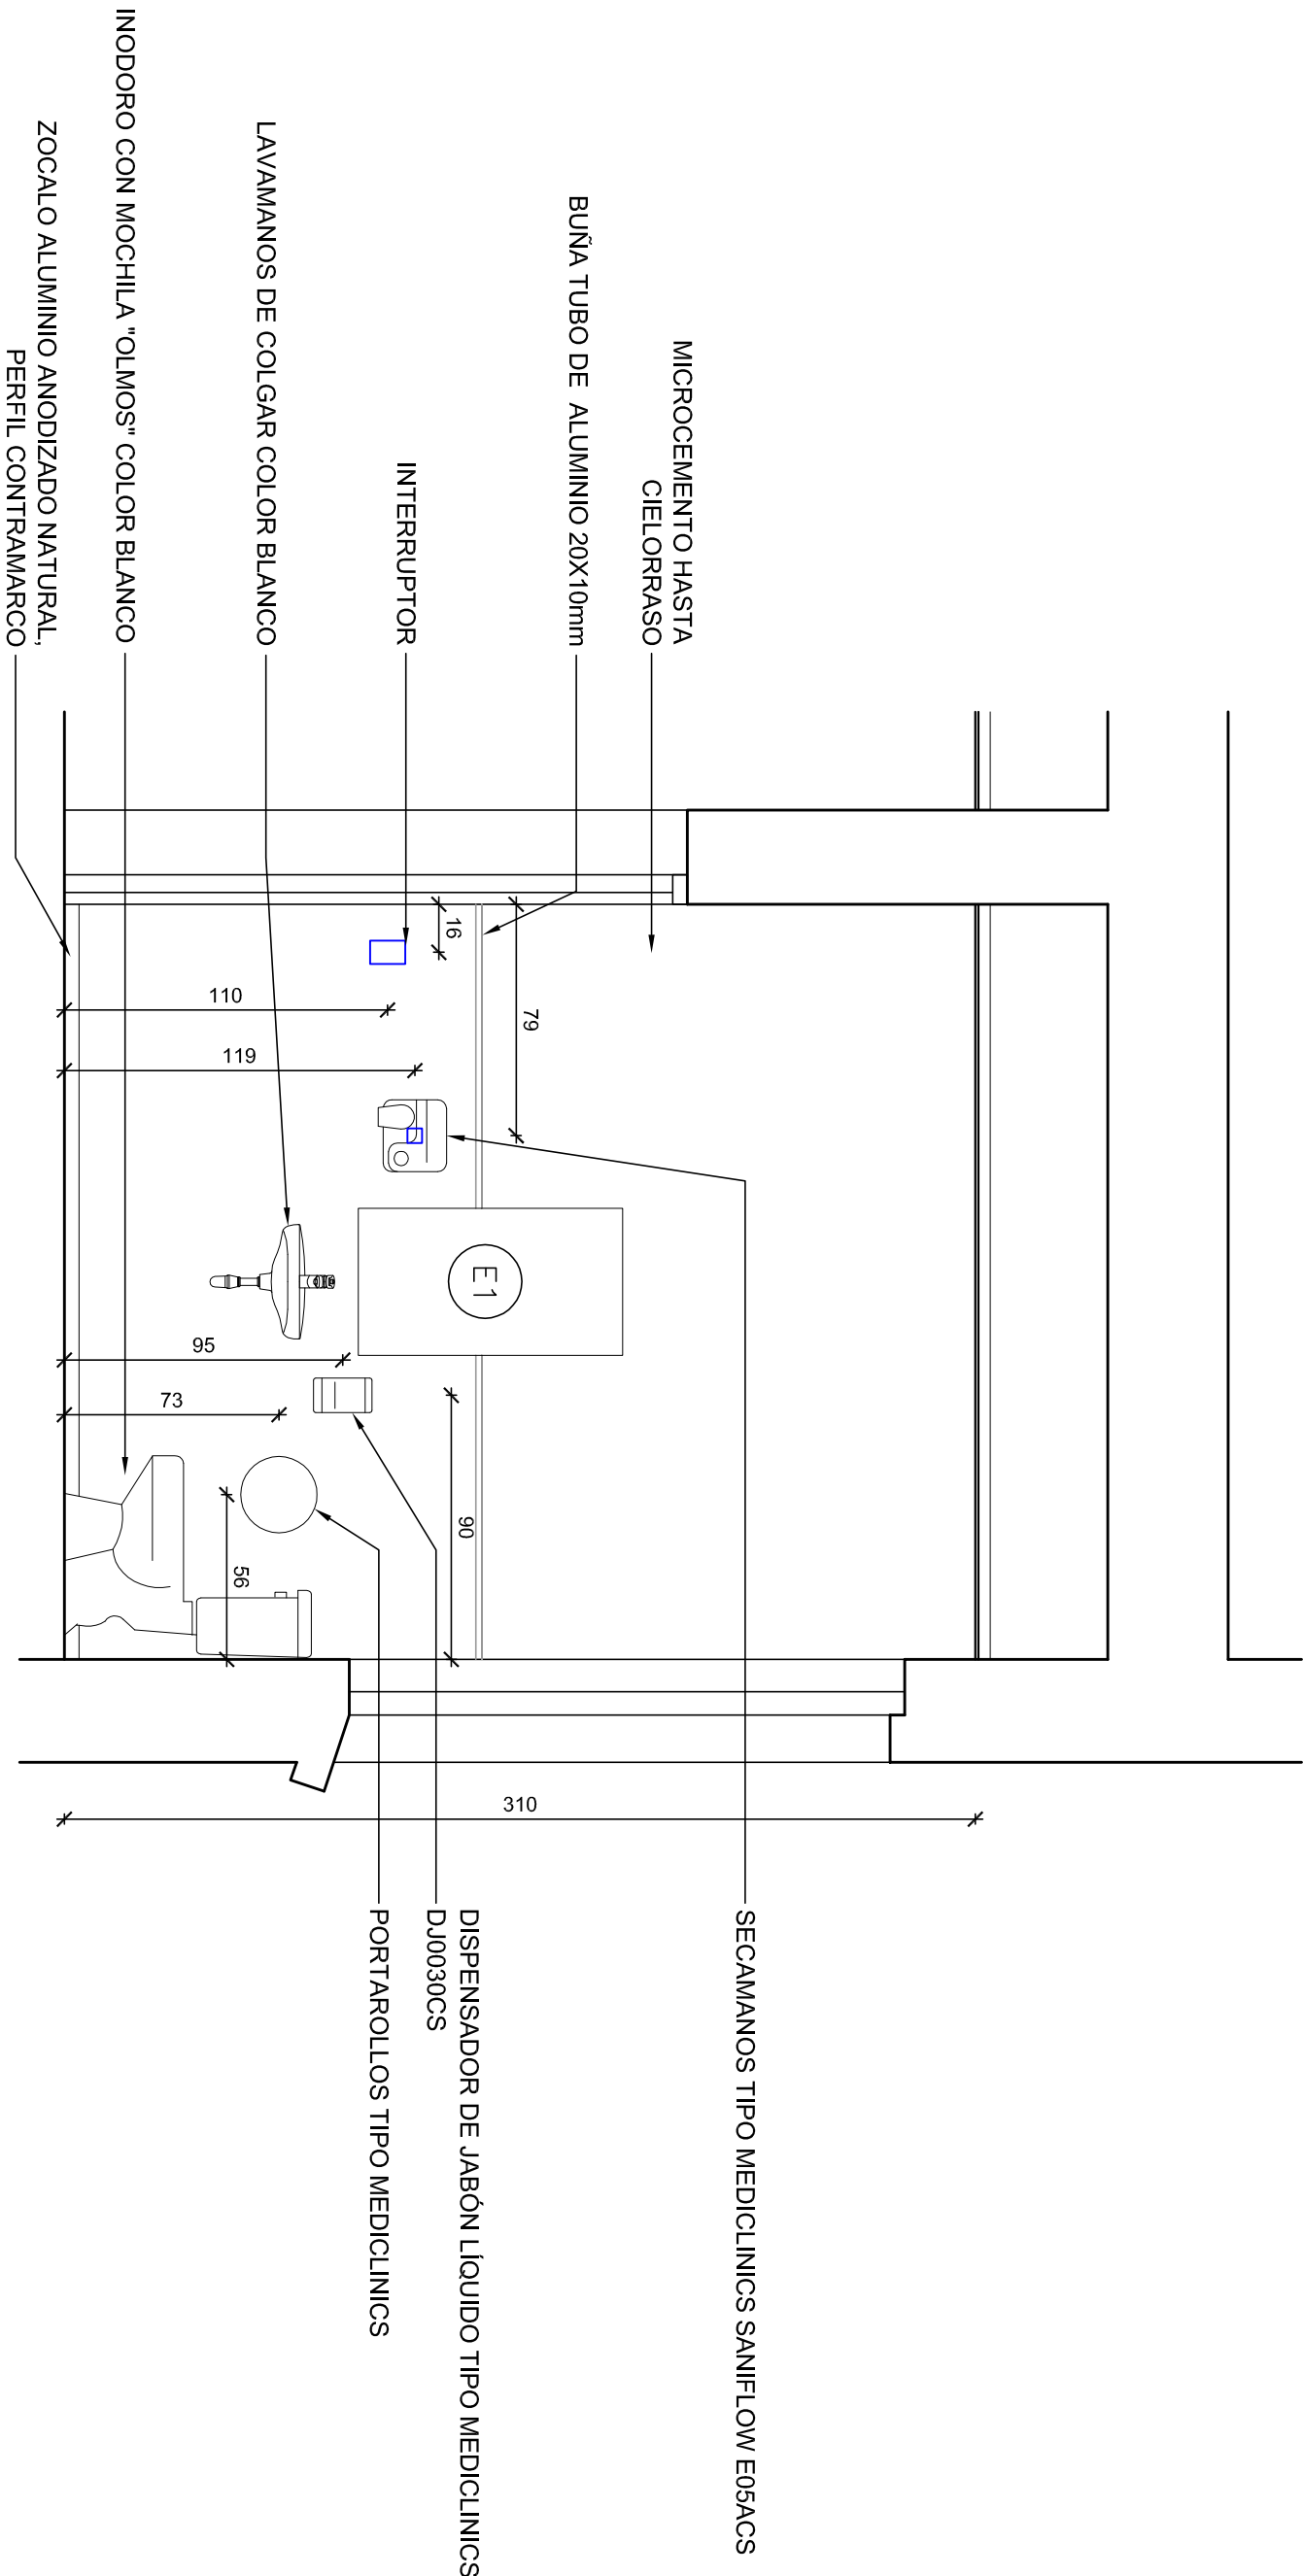 MICROCEMENTO HASTA
CIELORRASO
BUÑA TUBO DE ALUMINIO 20X10mm
INTERRUPTOR
LAVAMANOS DE COLGAR COLOR BLANCO
INODORO CON MOCHILA "OLMOS" COLOR BLANCO
ZOCALO ALUMINIO ANODIZADO NATURAL,
PERFIL CONTRAMARCO
16
79
110
119
E1
95
73
90
56
310
SECAMANOS TIPO MEDICLINICS SANIFLOW E05ACS
DISPENSADOR DE JABÓN LÍQUIDO TIPO MEDICLINICS
DJ0030CS
PORTAROLLOS TIPO MEDICLINICS